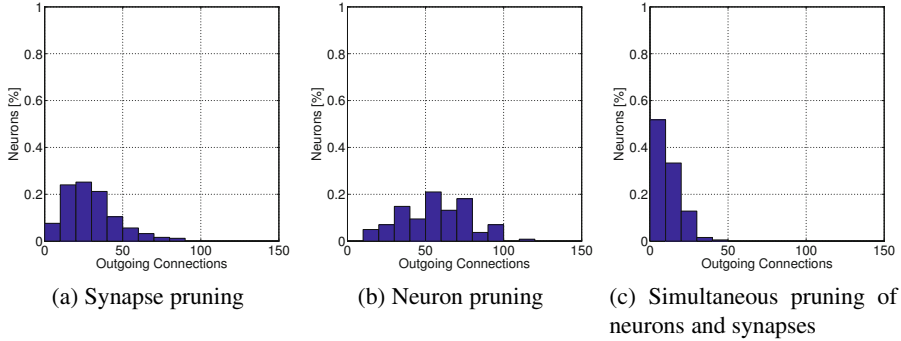 1
0.8
0.6
0.4
0.2
0
Neurons [%]
0 50 100 150
Outgoing Connections
(a) Synapse pruning
1
0.8
0.6
0.4
0.2
0
Neurons [%]
0 50 100 150
Outgoing Connections
(b) Neuron pruning
1
0.8
0.6
0.4
0.2
0
Neurons [%]
0 50 100 150
Outgoing Connections
(c) Simultaneous pruning of
neurons and synapses